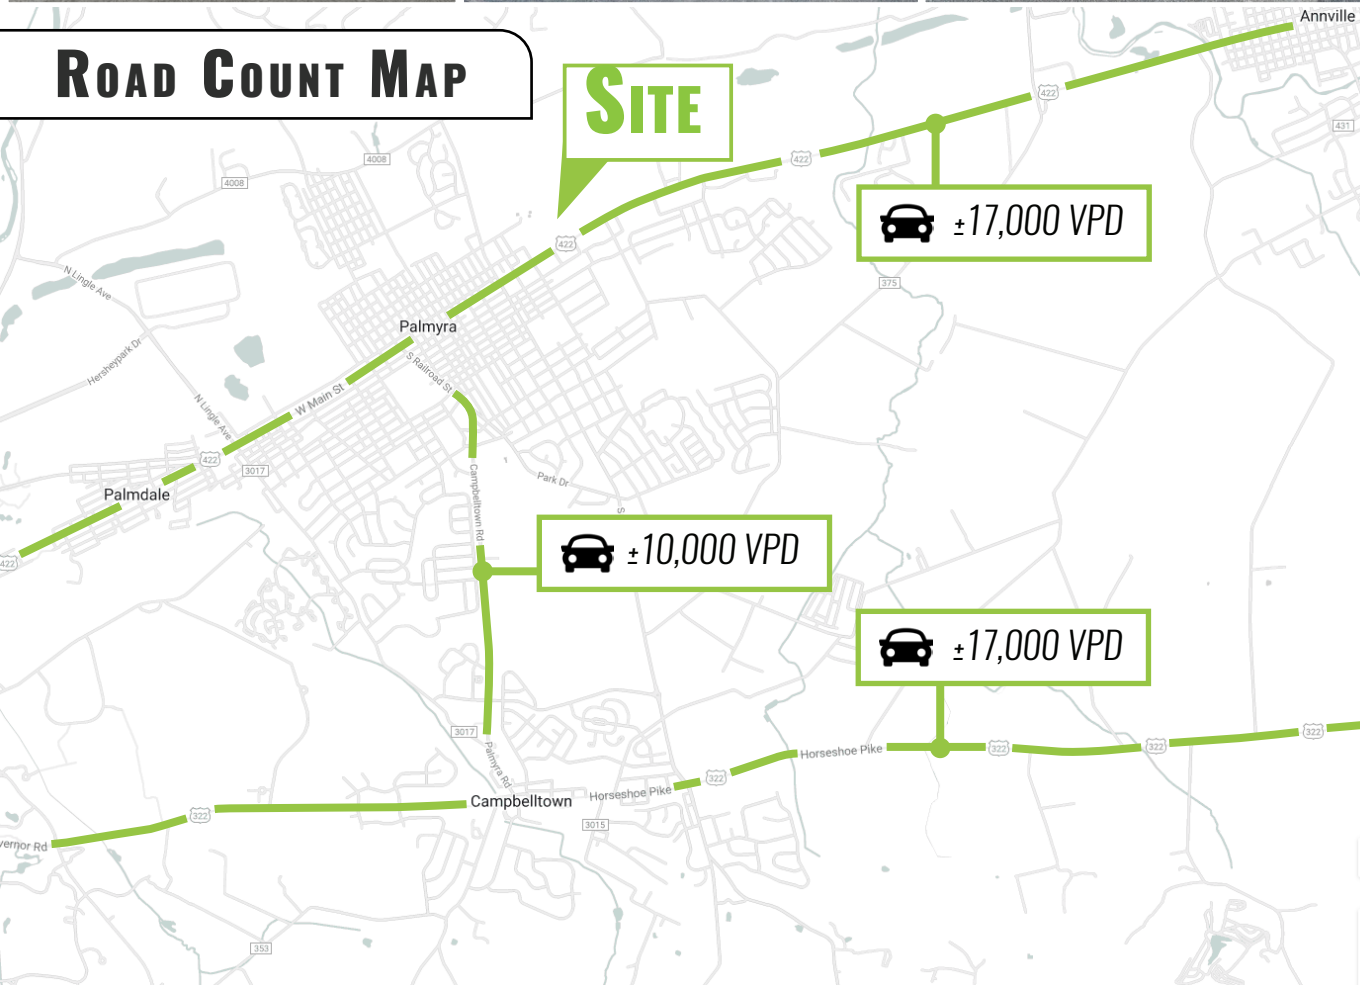 Annville
ROAD COUNT MAP
SITE
422
431
4008
422
4008
±17,000 VPD
422
N Lingle Ave
375
Palmyra
Hersheypark Dr
S Railroad St
W Main St
N Lingle Ave
422
3017
Park Dr
Palmdale
Campbelltown Rd
S
±10,000 VPD
422
±17,000 VPD
3017
322
322
322
Horseshoe Pike
Palmyra Rd
322
Horseshoe Pike
Campbelltown
322
3015
vernor Rd
353